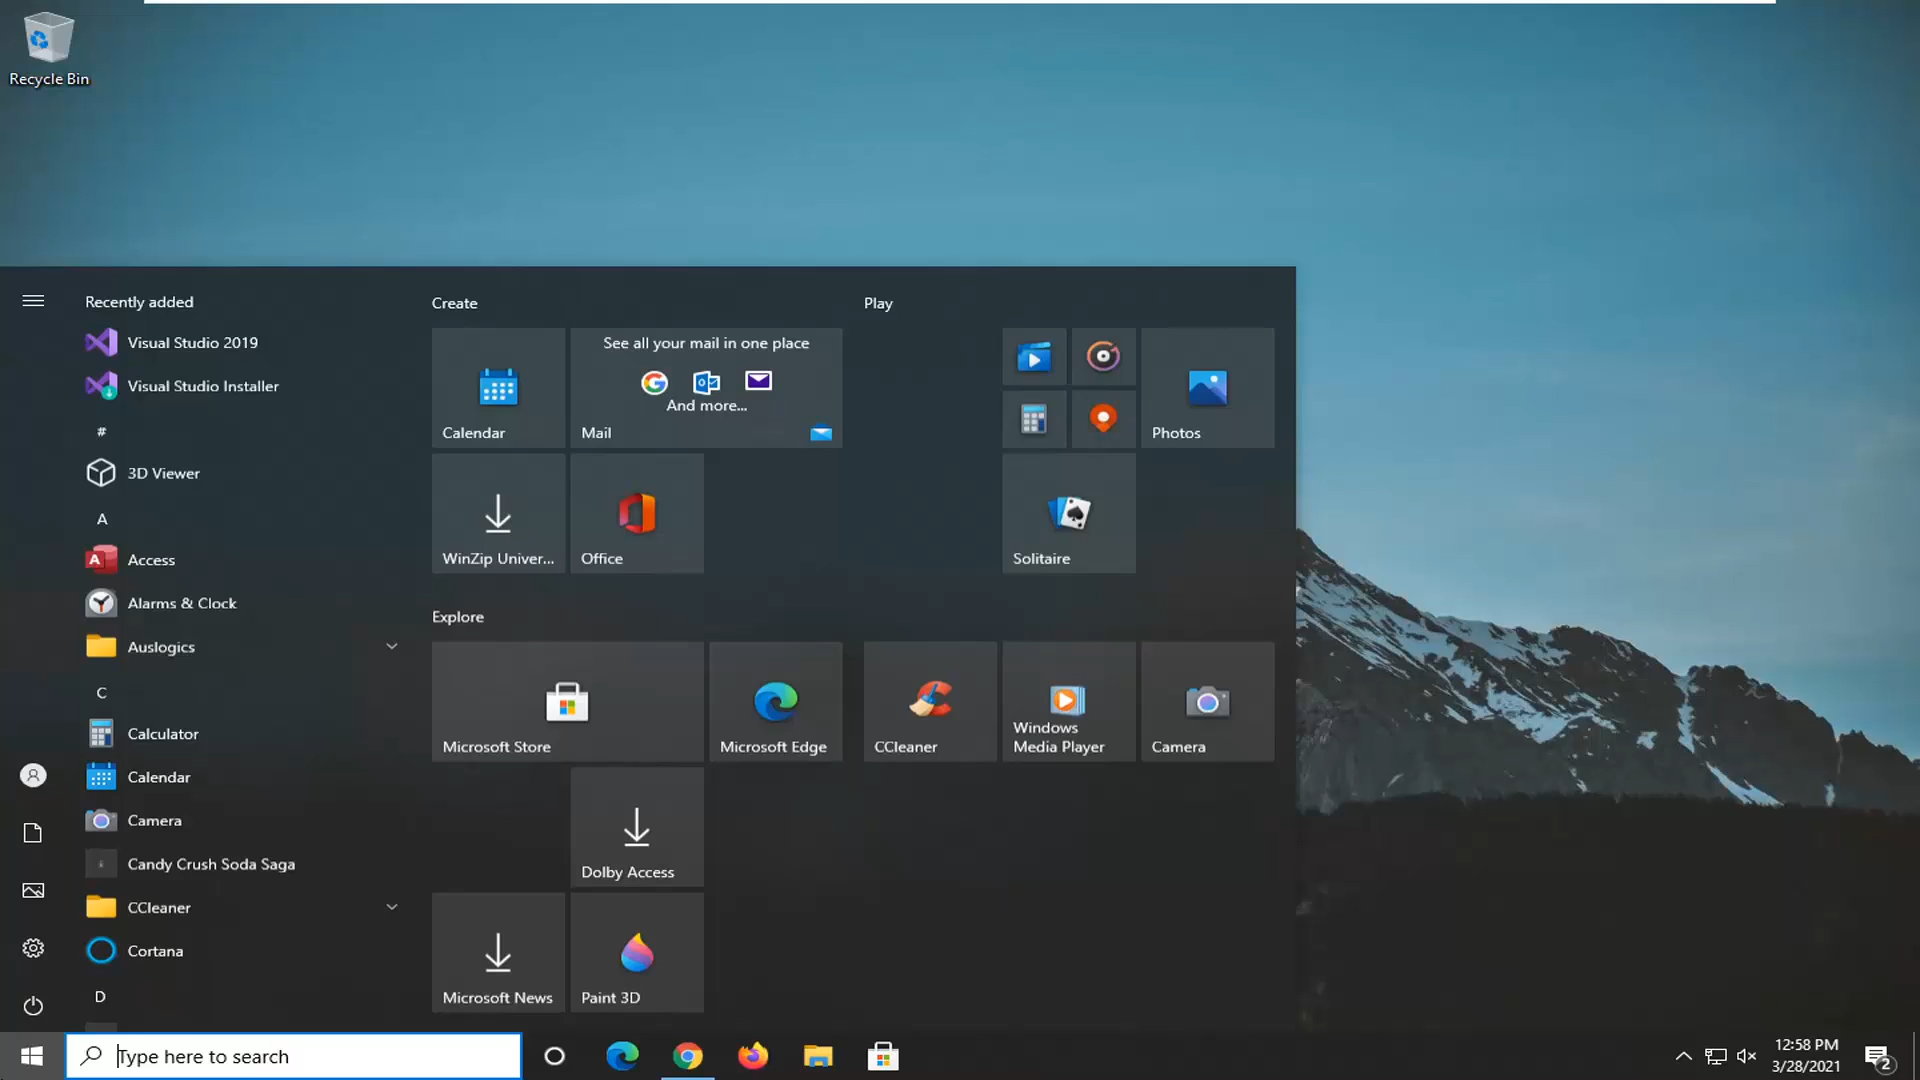 Recycle Bin
Recently added
Visual Studio 2019
Visual Studio Installer
#
3D Viewer
A
Access
Alarms & Clock
Auslogics
C
Calculator
Calendar
Camera
Candy Crush Soda Saga
CCleaner
Cortana
D
Create
See all your mail in one place
And more...
Calendar
Mail
WinZip Univer...
Office
Play
Photos
Solitaire
Explore
Microsoft Store
Microsoft Edge
CCleaner
Windows
Media Player
Camera
Dolby Access
Microsoft News
Paint 3D
Type here to search
12:58 PM
3/28/2021
2